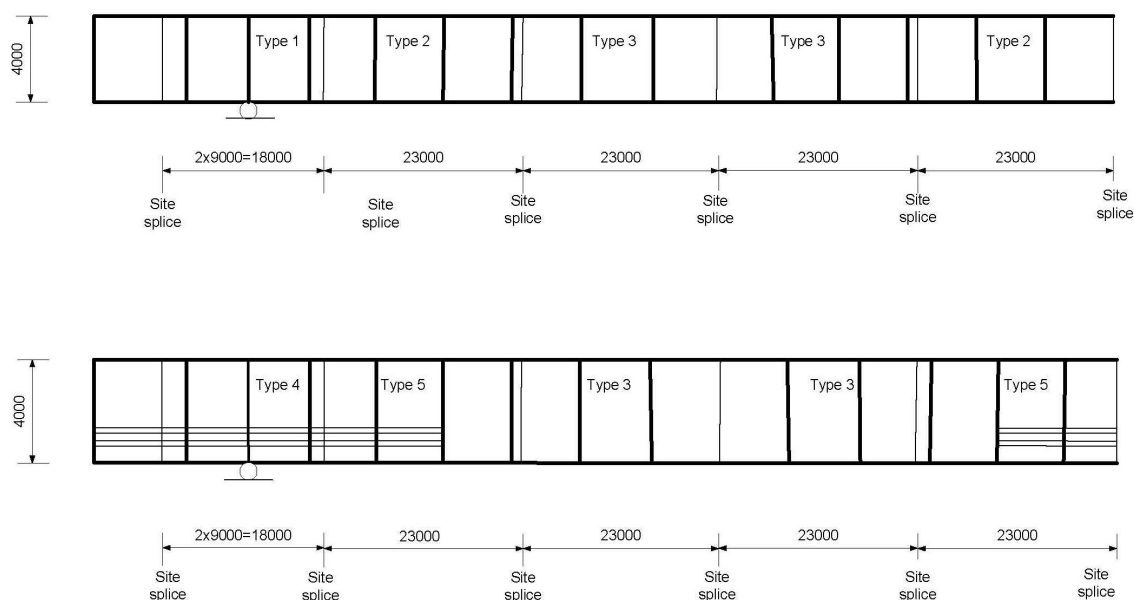 Type 1
Type 2
Type 3
Type 3
Type 2
4000
2x9000=18000
23000
23000
23000
23000
Site
splice
Site
splice
Site
splice
Site
splice
Site
splice
Site
splice
Type 4
Type 5
Type 3
Type 3
Type 5
4000
2x9000=18000
23000
23000
23000
23000
Site
splice
Site
splice
Site
splice
Site
splice
Site
splice
Site
splice